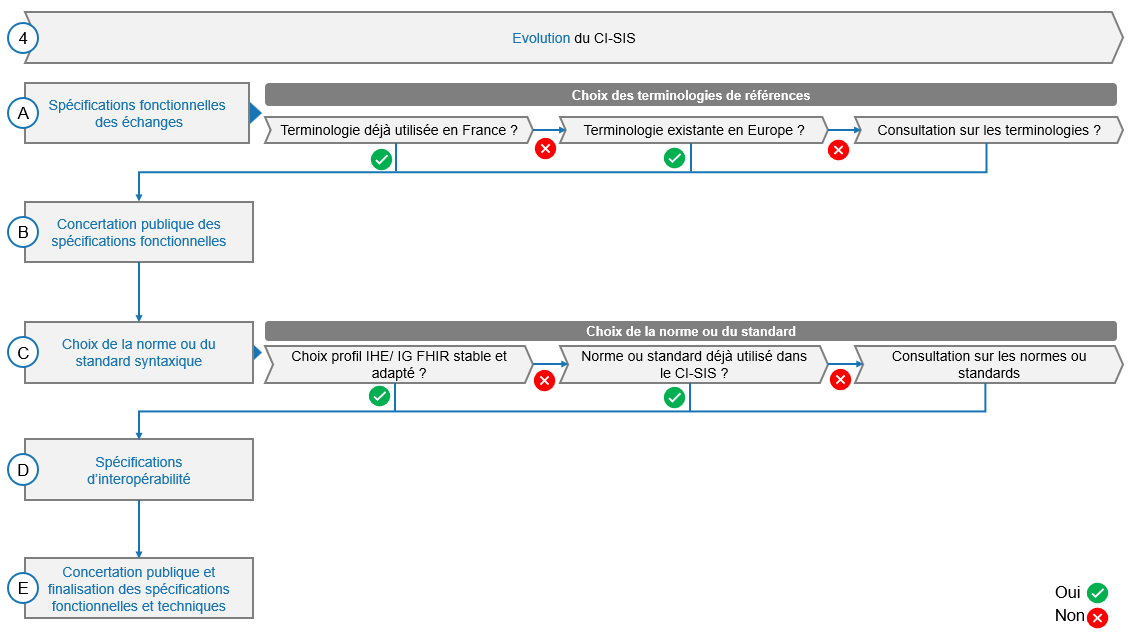 4
Evolution du CI-SIS
A
Spécifications fonctionnelles
des échanges
Choix des terminologies de références
Terminologie déjà utilisée en France ?
Terminologie existante en Europe ?
Consultation sur les terminologies ?
B
Concertation publique des
spécifications fonctionnelles
C
Choix de la norme ou du
standard syntaxique
Choix de la norme ou du standard
Choix profil IHE/ IG FHIR stable et
adapté ?
Norme ou standard déjà utilisé dans
le CI-SIS ?
Consultation sur les normes ou
standards
D
Spécifications
d’interopérabilité
E
Concertation publique et
finalisation des spécifications
fonctionnelles et techniques
Oui
Non